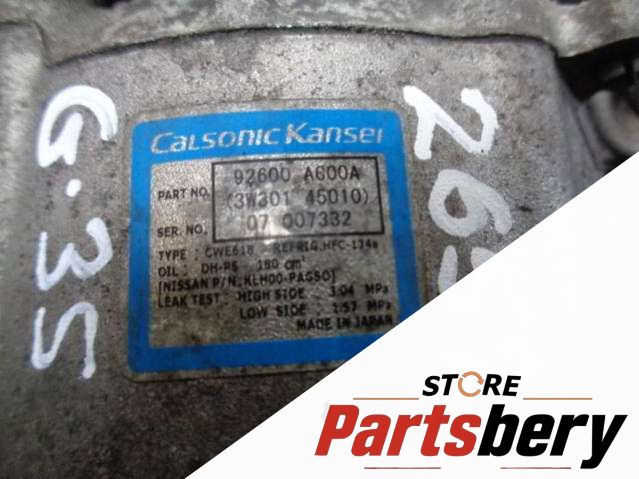 G.35
265
CALSONIC KANSEI
PART NO. 92600 A600A
(3W301 45010)
SER NO. 07 007332
TYPE : CWE618 REFRIG.HFC-134a
OIL : DH-PS 180 cm³
[NISSAN P/N.KLH00-PAGS0]
LEAK TEST : HIGH SIDE : 3.04 MPa
LOW SIDE : 1.57 MPa
MADE IN JAPAN
STORE
Partsbery